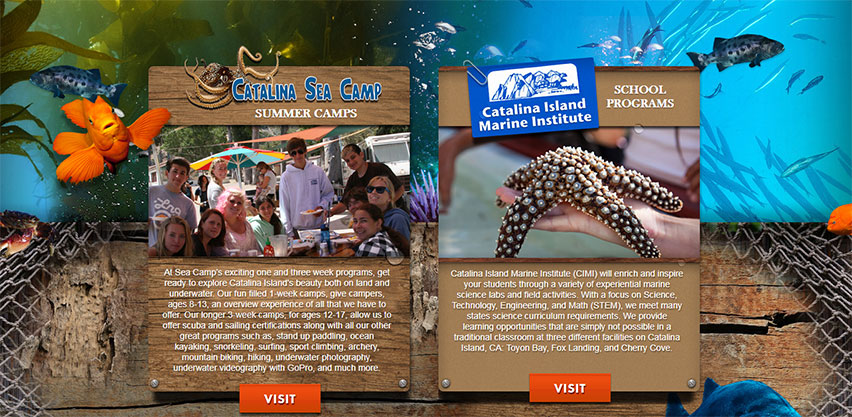 CATALINA SEA CAMP
SUMMER CAMPS
At Sea Camp's exciting one and three week programs, get
ready to explore Catalina Island's beauty both on land and
underwater. Our fun filled 1-week camps, give campers,
ages 8-13, an overview experience of all that we have to
offer. Our longer 3-week camps, for ages 12-17, allow us to
offer scuba and sailing certifications along with all our other
great programs such as, stand up paddling, ocean
kayaking, snorkeling, surfing, sport climbing, archery,
mountain biking, hiking, underwater photography,
underwater videography with GoPro, and much more.
VISIT
Catalina Island
Marine Institute
SCHOOL
PROGRAMS
Catalina Island Marine Institute (CIMI) will enrich and inspire
your students through a variety of experiential marine
science labs and field activities. With a focus on Science,
Technology, Engineering, and Math (STEM), we meet many
states science curriculum requirements. We provide
learning opportunities that are simply not possible in a
traditional classroom at three different facilities on Catalina
Island, CA: Toyon Bay, Fox Landing, and Cherry Cove.
VISIT